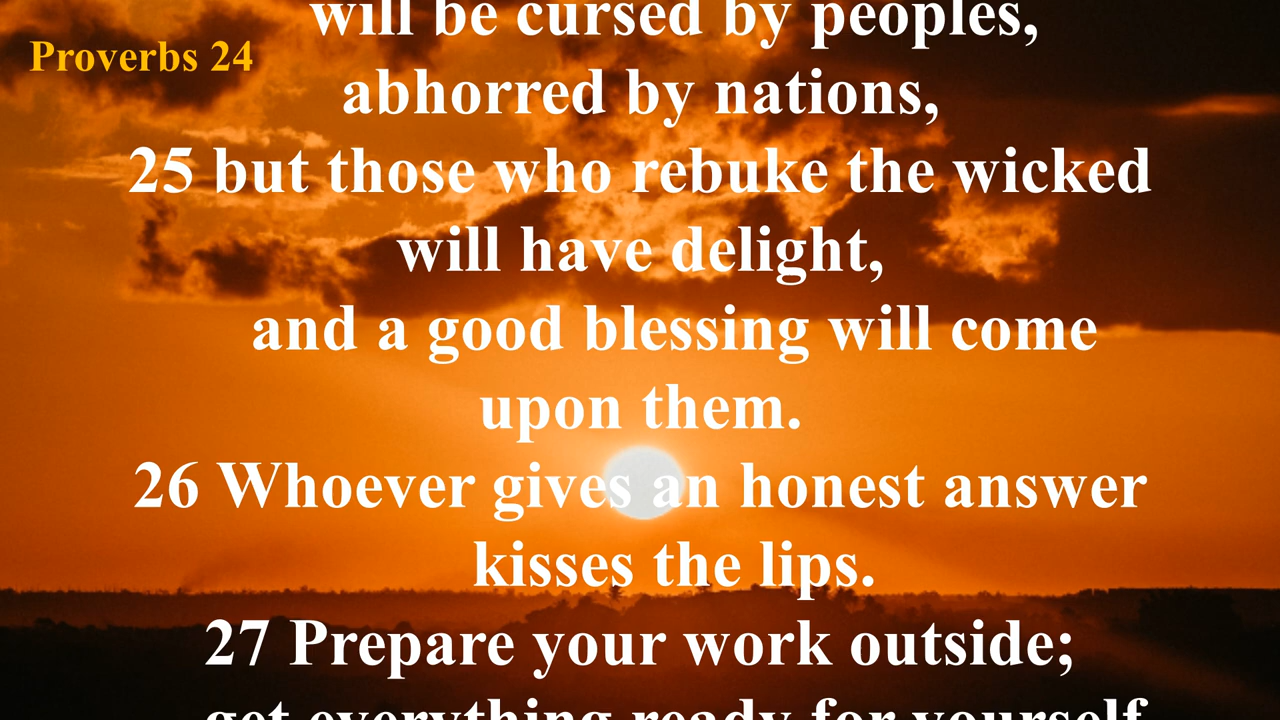 Proverbs 24
will be cursed by peoples,
abhorred by nations,
25 but those who rebuke the wicked
will have delight,
and a good blessing will come
upon them.
26 Whoever gives an honest answer
kisses the lips.
27 Prepare your work outside;
get everything ready for yourself